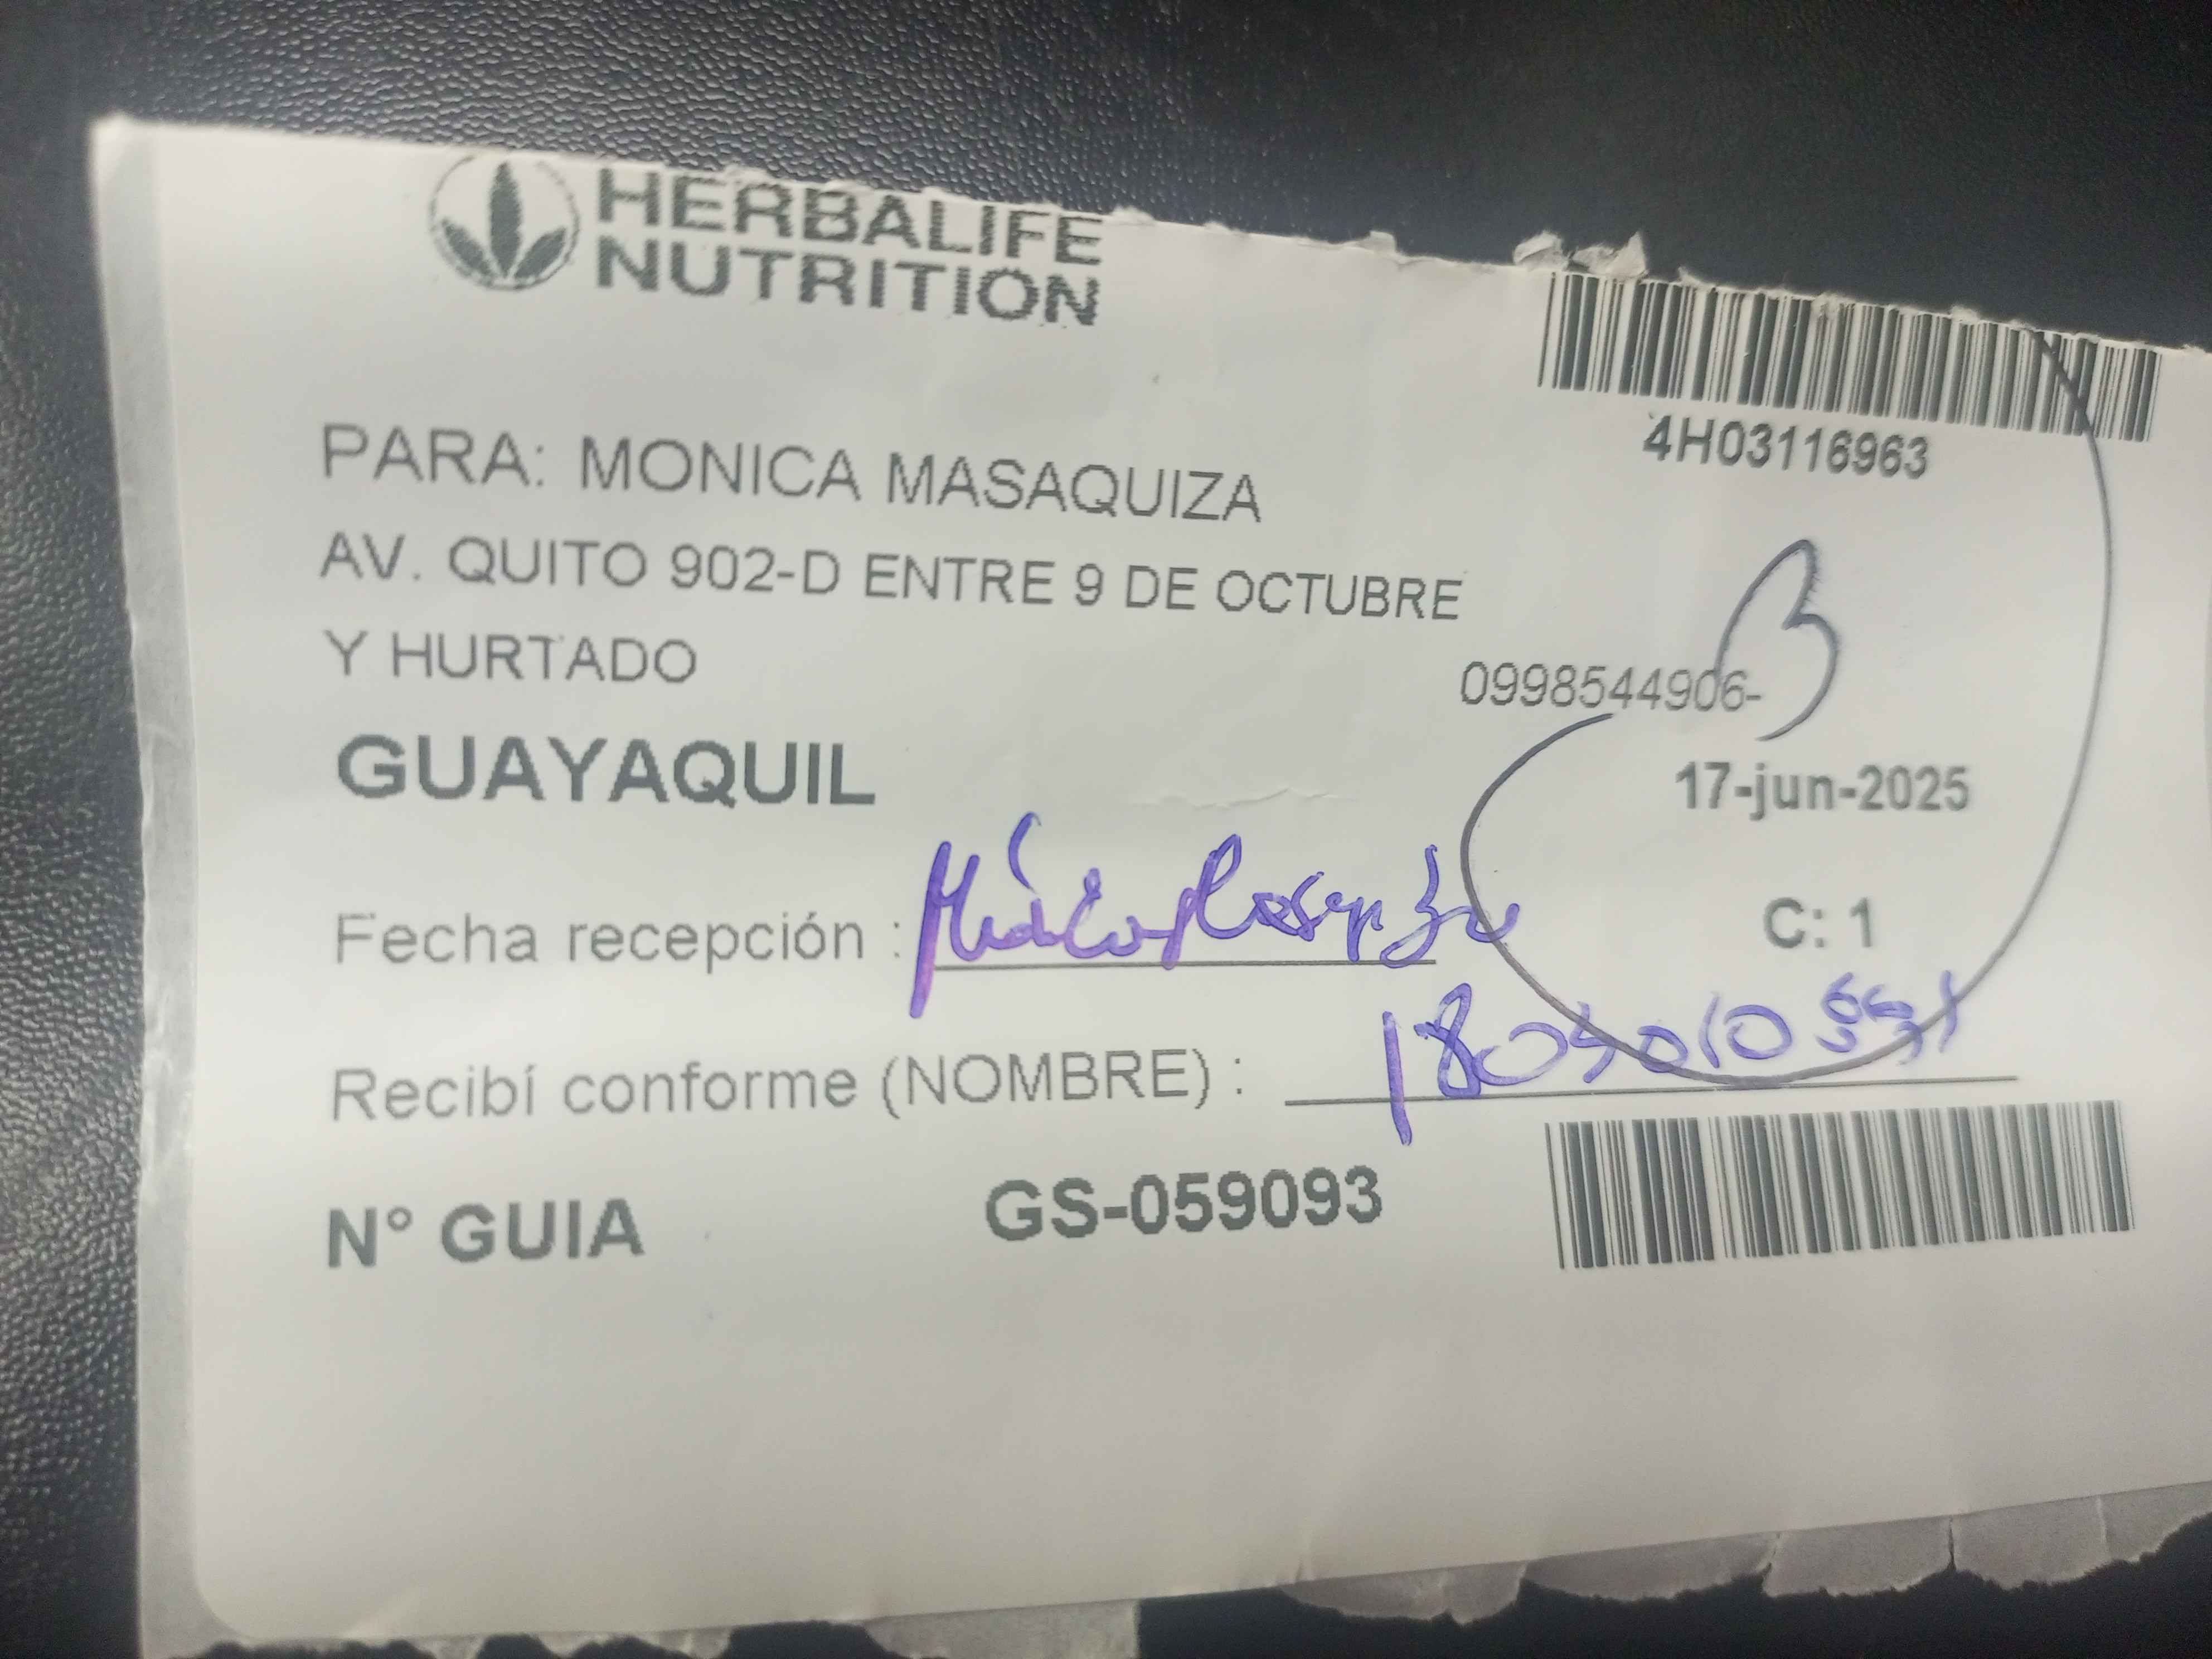 HERBALIFE
NUTRITION
4H03116963
PARA: MONICA MASAQUIZA
AV. QUITO 902-D ENTRE 9 DE OCTUBRE
Y HURTADO
0998544906-
GUAYAQUIL
17-jun-2025
C: 1
Fecha recepción :
Recibí conforme (NOMBRE) :
N° GUIA GS-059093